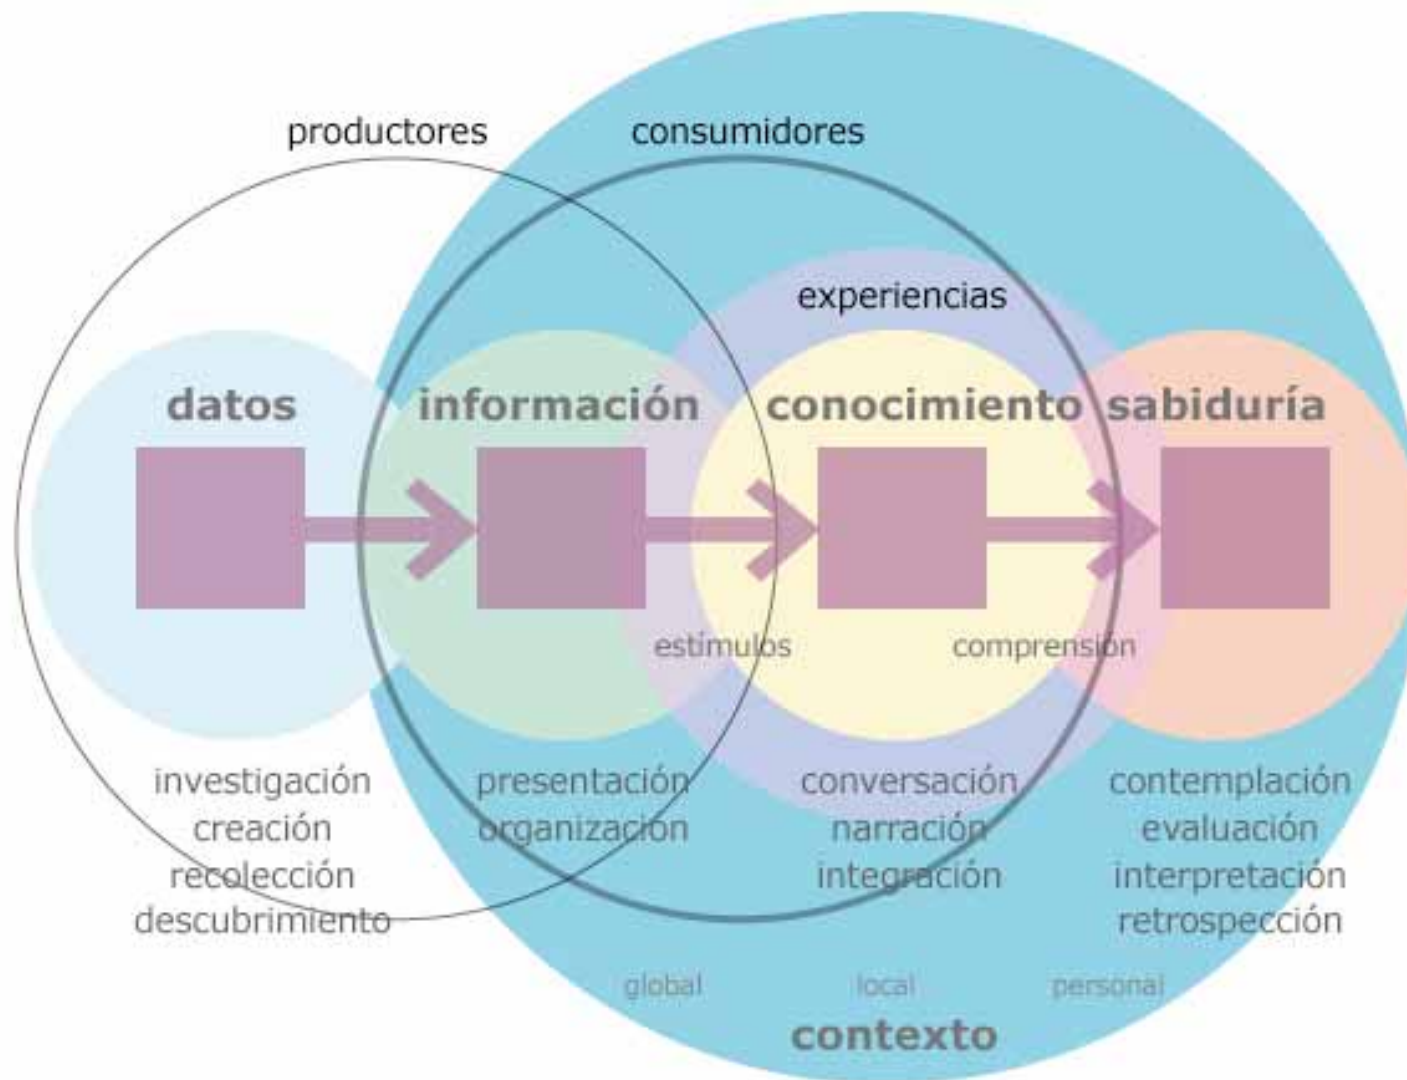 productores
consumidores
experiencias
datos
información
conocimiento
sabiduría
estímulos
comprensión
investigación
creación
recolección
descubrimiento
presentación
organización
conversación
narración
integración
contemplación
evaluación
interpretación
retrospección
global
local
personal
contexto